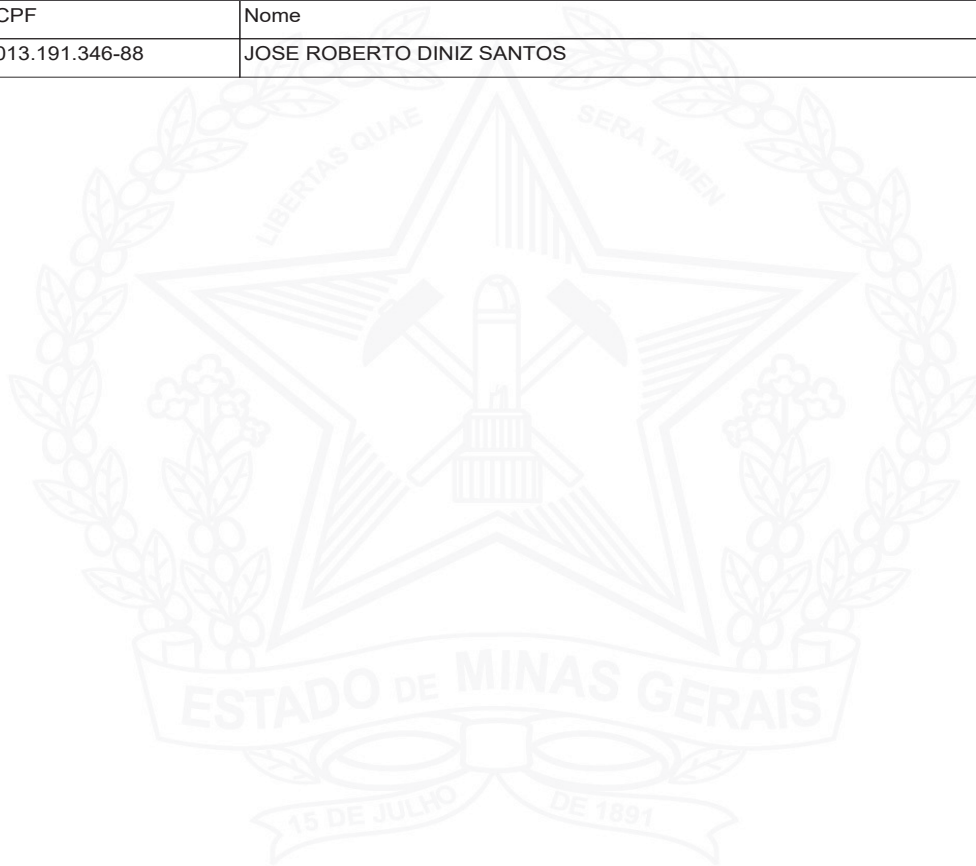 CPF Nome
013.191.346-88 JOSE ROBERTO DINIZ SANTOS
LIBERTAS QUAE SERA TAMEN
ESTADO DE MINAS GERAIS
15 DE JULHO DE 1891